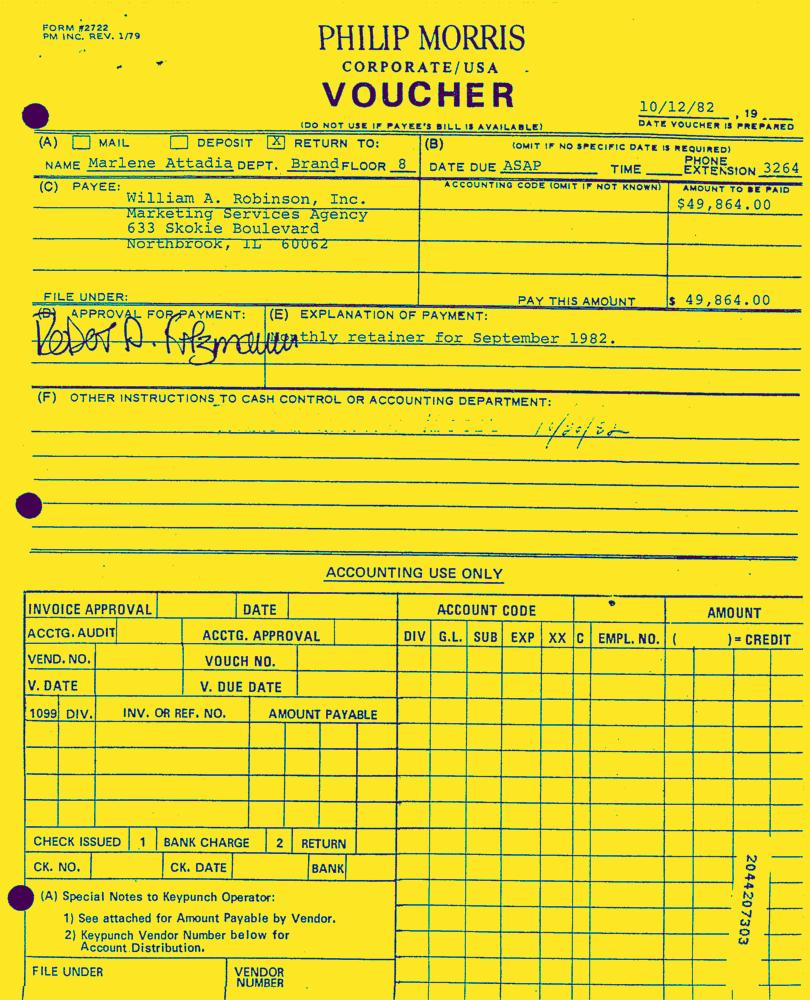 FORM #2722
PM INC. REV. 1/79
PHILIP MORRIS
CORPORATE/USA
VOUCHER
(DO NOT USE IF PAYEE'S BILL IS AVAILABLE)
10/12/82 , 19
DATE VOUCHER IS PREPARED
(A) MAIL DEPOSIT X RETURN TO:
NAME Marlene Attadia DEPT. Brand FLOOR 8
(B) (OMIT IF NO SPECIFIC DATE IS REQUIRED)
DATE DUE ASAP TIME PHONE EXTENSION 3264
(C) PAYEE:
William A. Robinson, Inc.
Marketing Services Agency
633 Skokie Boulevard
Northbrook, IL 60062
FILE UNDER:
ACCOUNTING CODE (OMIT IF NOT KNOWN)
AMOUNT TO BE PAID
$49,864.00
PAY THIS AMOUNT $ 49,864.00
(D) APPROVAL FOR PAYMENT:
(E) EXPLANATION OF PAYMENT:
Monthly retainer for September 1982.
(F) OTHER INSTRUCTIONS TO CASH CONTROL OR ACCOUNTING DEPARTMENT:
ACCOUNTING USE ONLY
INVOICE APPROVAL DATE
ACCTG. AUDIT ACCTG. APPROVAL
VEND. NO. VOUCH NO.
V. DATE V. DUE DATE
1099 DIV. INV. OR REF. NO. AMOUNT PAYABLE
CHECK ISSUED 1 BANK CHARGE 2 RETURN
CK. NO. CK. DATE BANK
(A) Special Notes to Keypunch Operator:
1) See attached for Amount Payable by Vendor.
2) Keypunch Vendor Number below for
Account Distribution.
FILE UNDER VENDOR
NUMBER
ACCOUNT CODE AMOUNT
DIV G.L. SUB EXP XX C EMPL. NO. ( )= CREDIT
2044207303